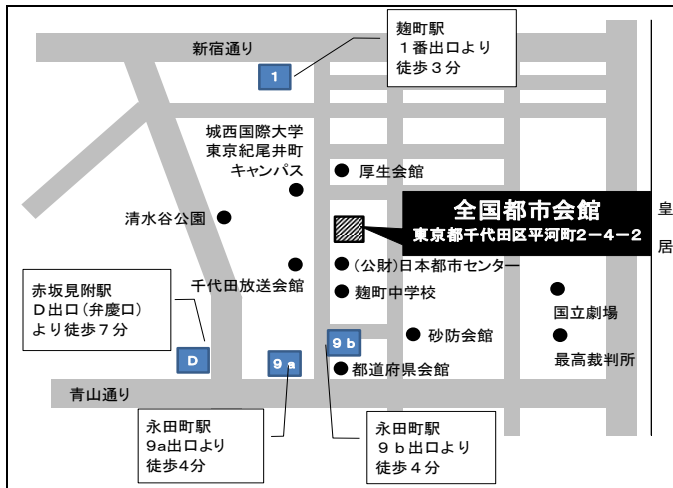 麹町駅
１番出口より
徒歩３分
新宿通り
1
城西国際大学
東京紀尾井町
キャンパス
厚生会館
全国都市会館
東京都千代田区平河町2－4－2
皇
居
清水谷公園
千代田放送会館
(公財)日本都市センター
麹町中学校
赤坂見附駅
Ｄ出口(弁慶口)
より徒歩７分
国立劇場
砂防会館
最高裁判所
D
9a
9b
都道府県会館
青山通り
永田町駅
9a出口より
徒歩4分
永田町駅
９ｂ出口より
徒歩４分